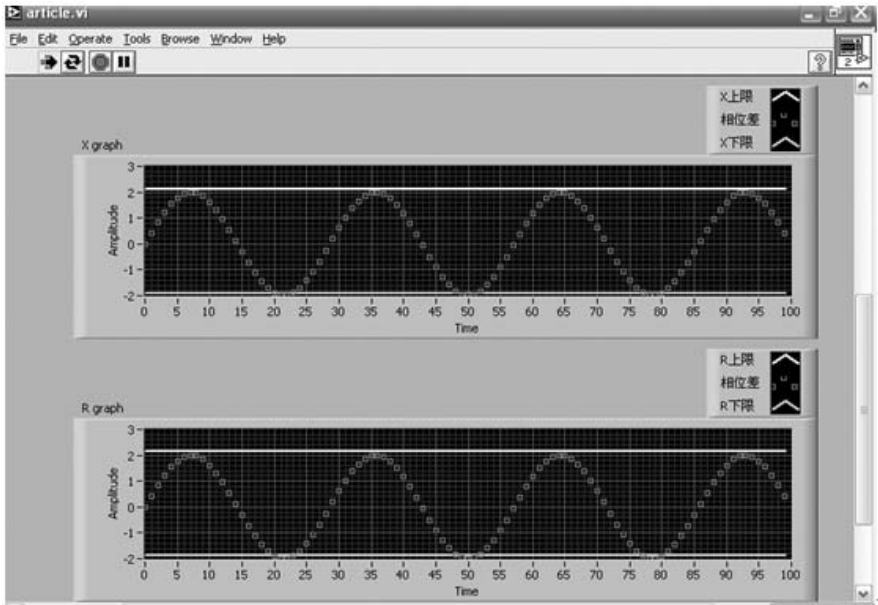 article.vi
File Edit Operate Tools Browse Window Help
2
X上限
相位差
X下限
X graph
3
2
1
0
-1
-2
Amplitude
0 5 10 15 20 25 30 35 40 45 50 55 60 65 70 75 80 85 90 95 100
Time
R上限
相位差
R下限
R graph
3
2
1
0
-1
-2
Amplitude
0 5 10 15 20 25 30 35 40 45 50 55 60 65 70 75 80 85 90 95 100
Time